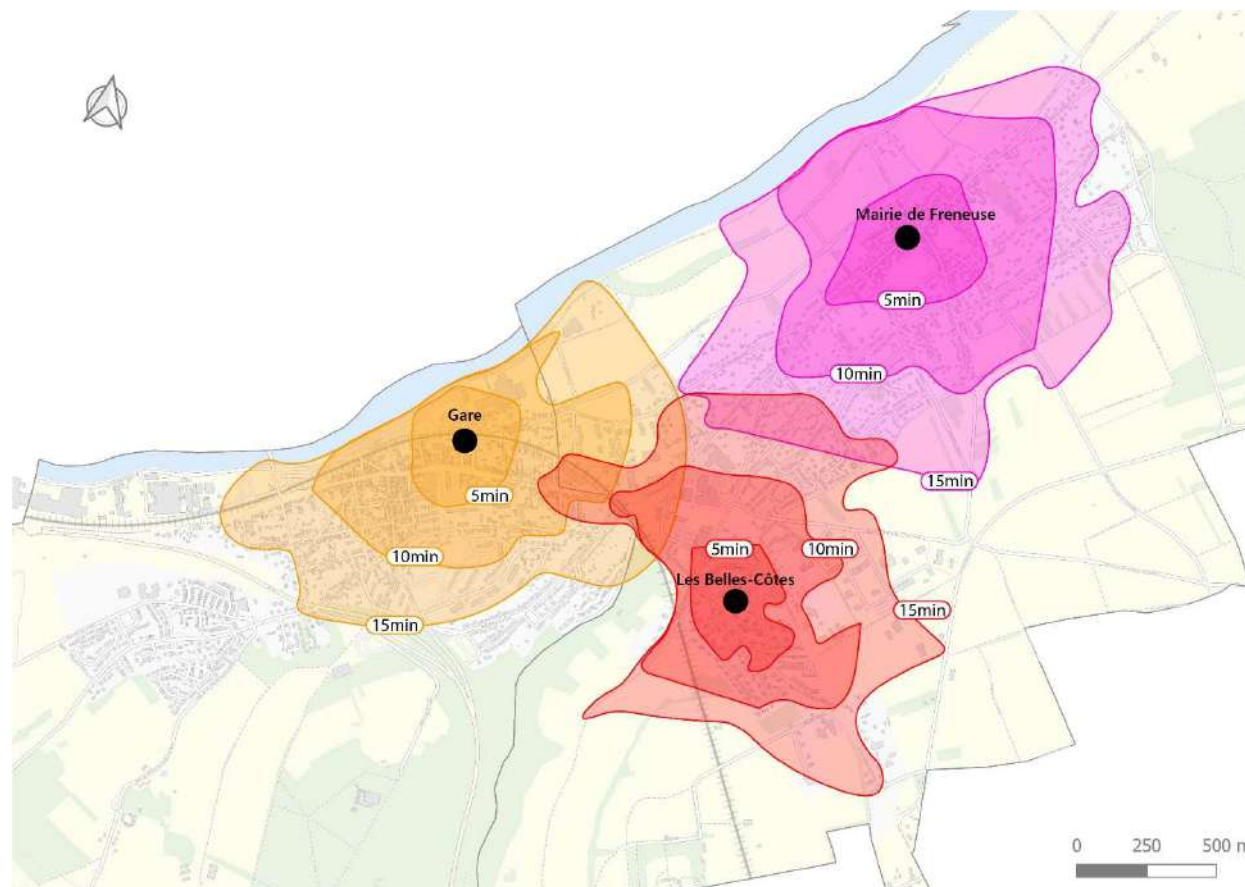 Mairie de Freneuse
5min
10min
Gare
5min
15min
10min
5min
10min
Les Belles-Côtes
15min
15min
0 250 500 m